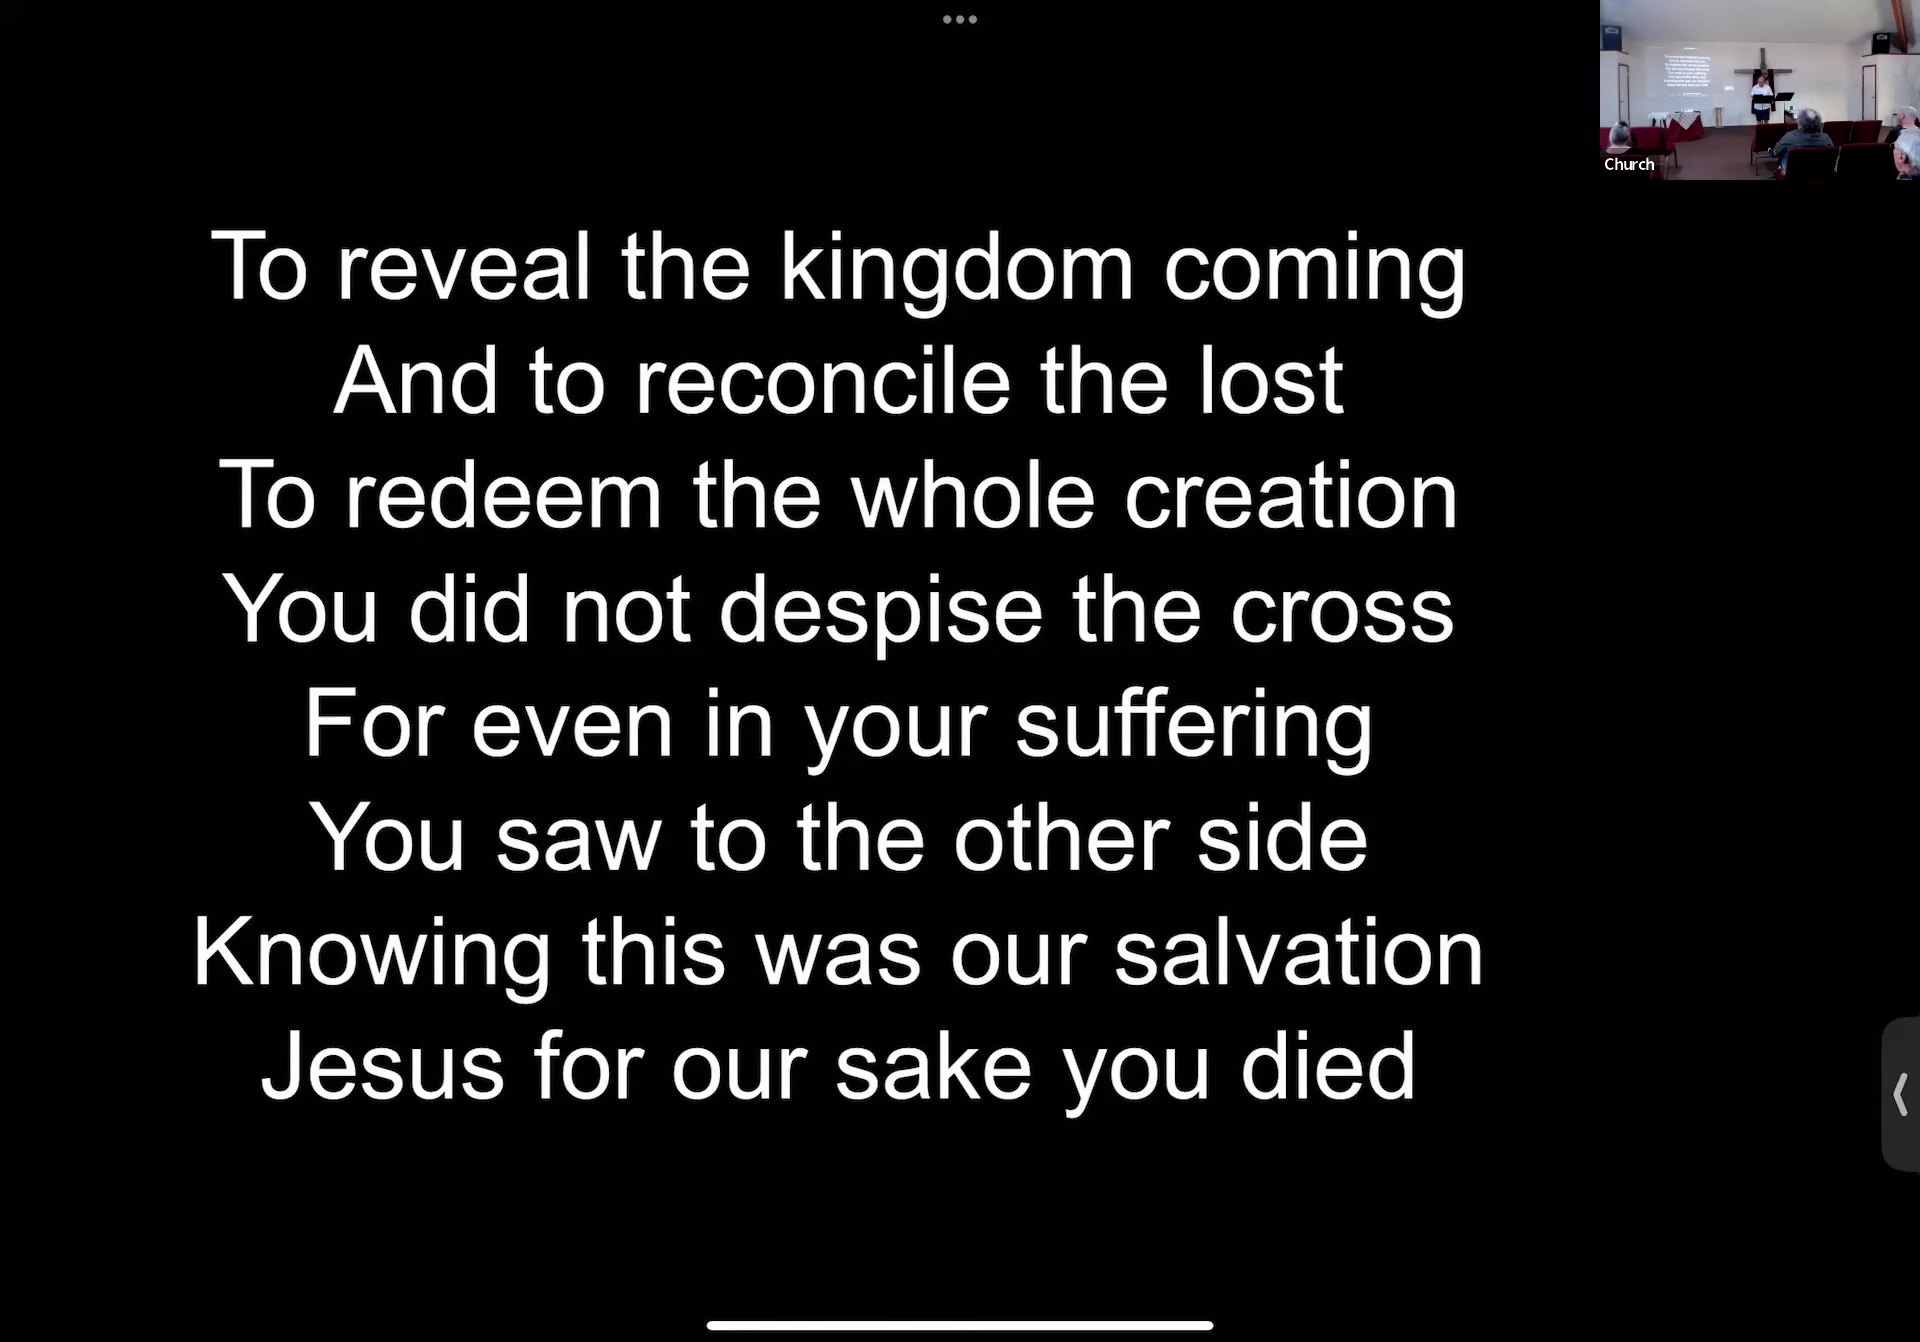 Church
To reveal the kingdom coming
And to reconcile the lost
To redeem the whole creation
You did not despise the cross
For even in your suffering
You saw to the other side
Knowing this was our salvation
Jesus for our sake you died